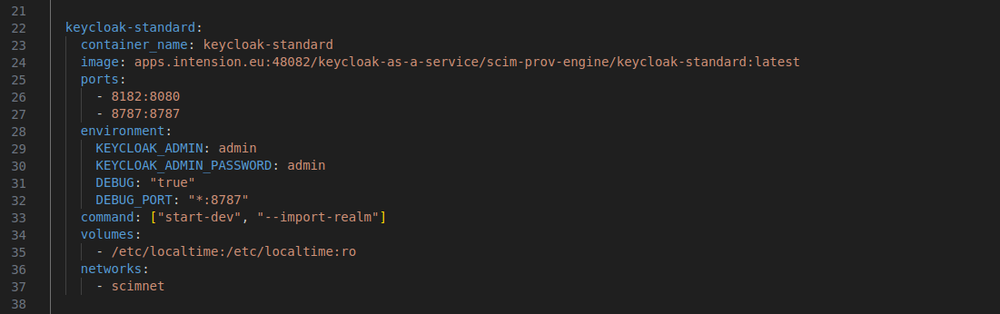 21
22 keycloak-standard:
23 container_name: keycloak-standard
24 image: apps.intension.eu:48082/keycloak-as-a-service/scim-prov-engine/keycloak-standard:latest
25 ports:
26 - 8182:8080
27 - 8787:8787
28 environment:
29 KEYCLOAK_ADMIN: admin
30 KEYCLOAK_ADMIN_PASSWORD: admin
31 DEBUG: "true"
32 DEBUG_PORT: "*:8787"
33 command: ["start-dev", "--import-realm"]
34 volumes:
35 - /etc/localtime:/etc/localtime:ro
36 networks:
37 - scimnet
38